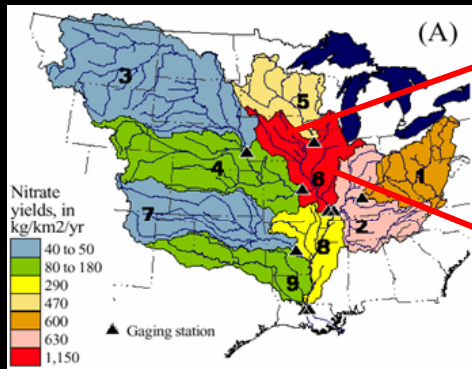 (A)
3
5
1
4
6
7
2
8
9
Nitrate
yields, in
kg/km2/yr
40 to 50
80 to 180
290
470
600
630
1,150
Gaging station